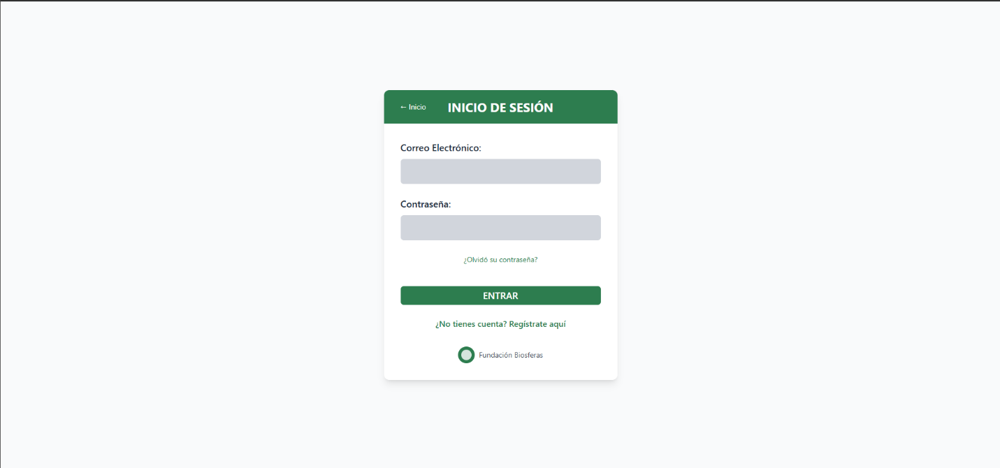 ← Inicio INICIO DE SESIÓN
Correo Electrónico:
Contraseña:
¿Olvidó su contraseña?
ENTRAR
¿No tienes cuenta? Regístrate aquí
Fundación Biosferas